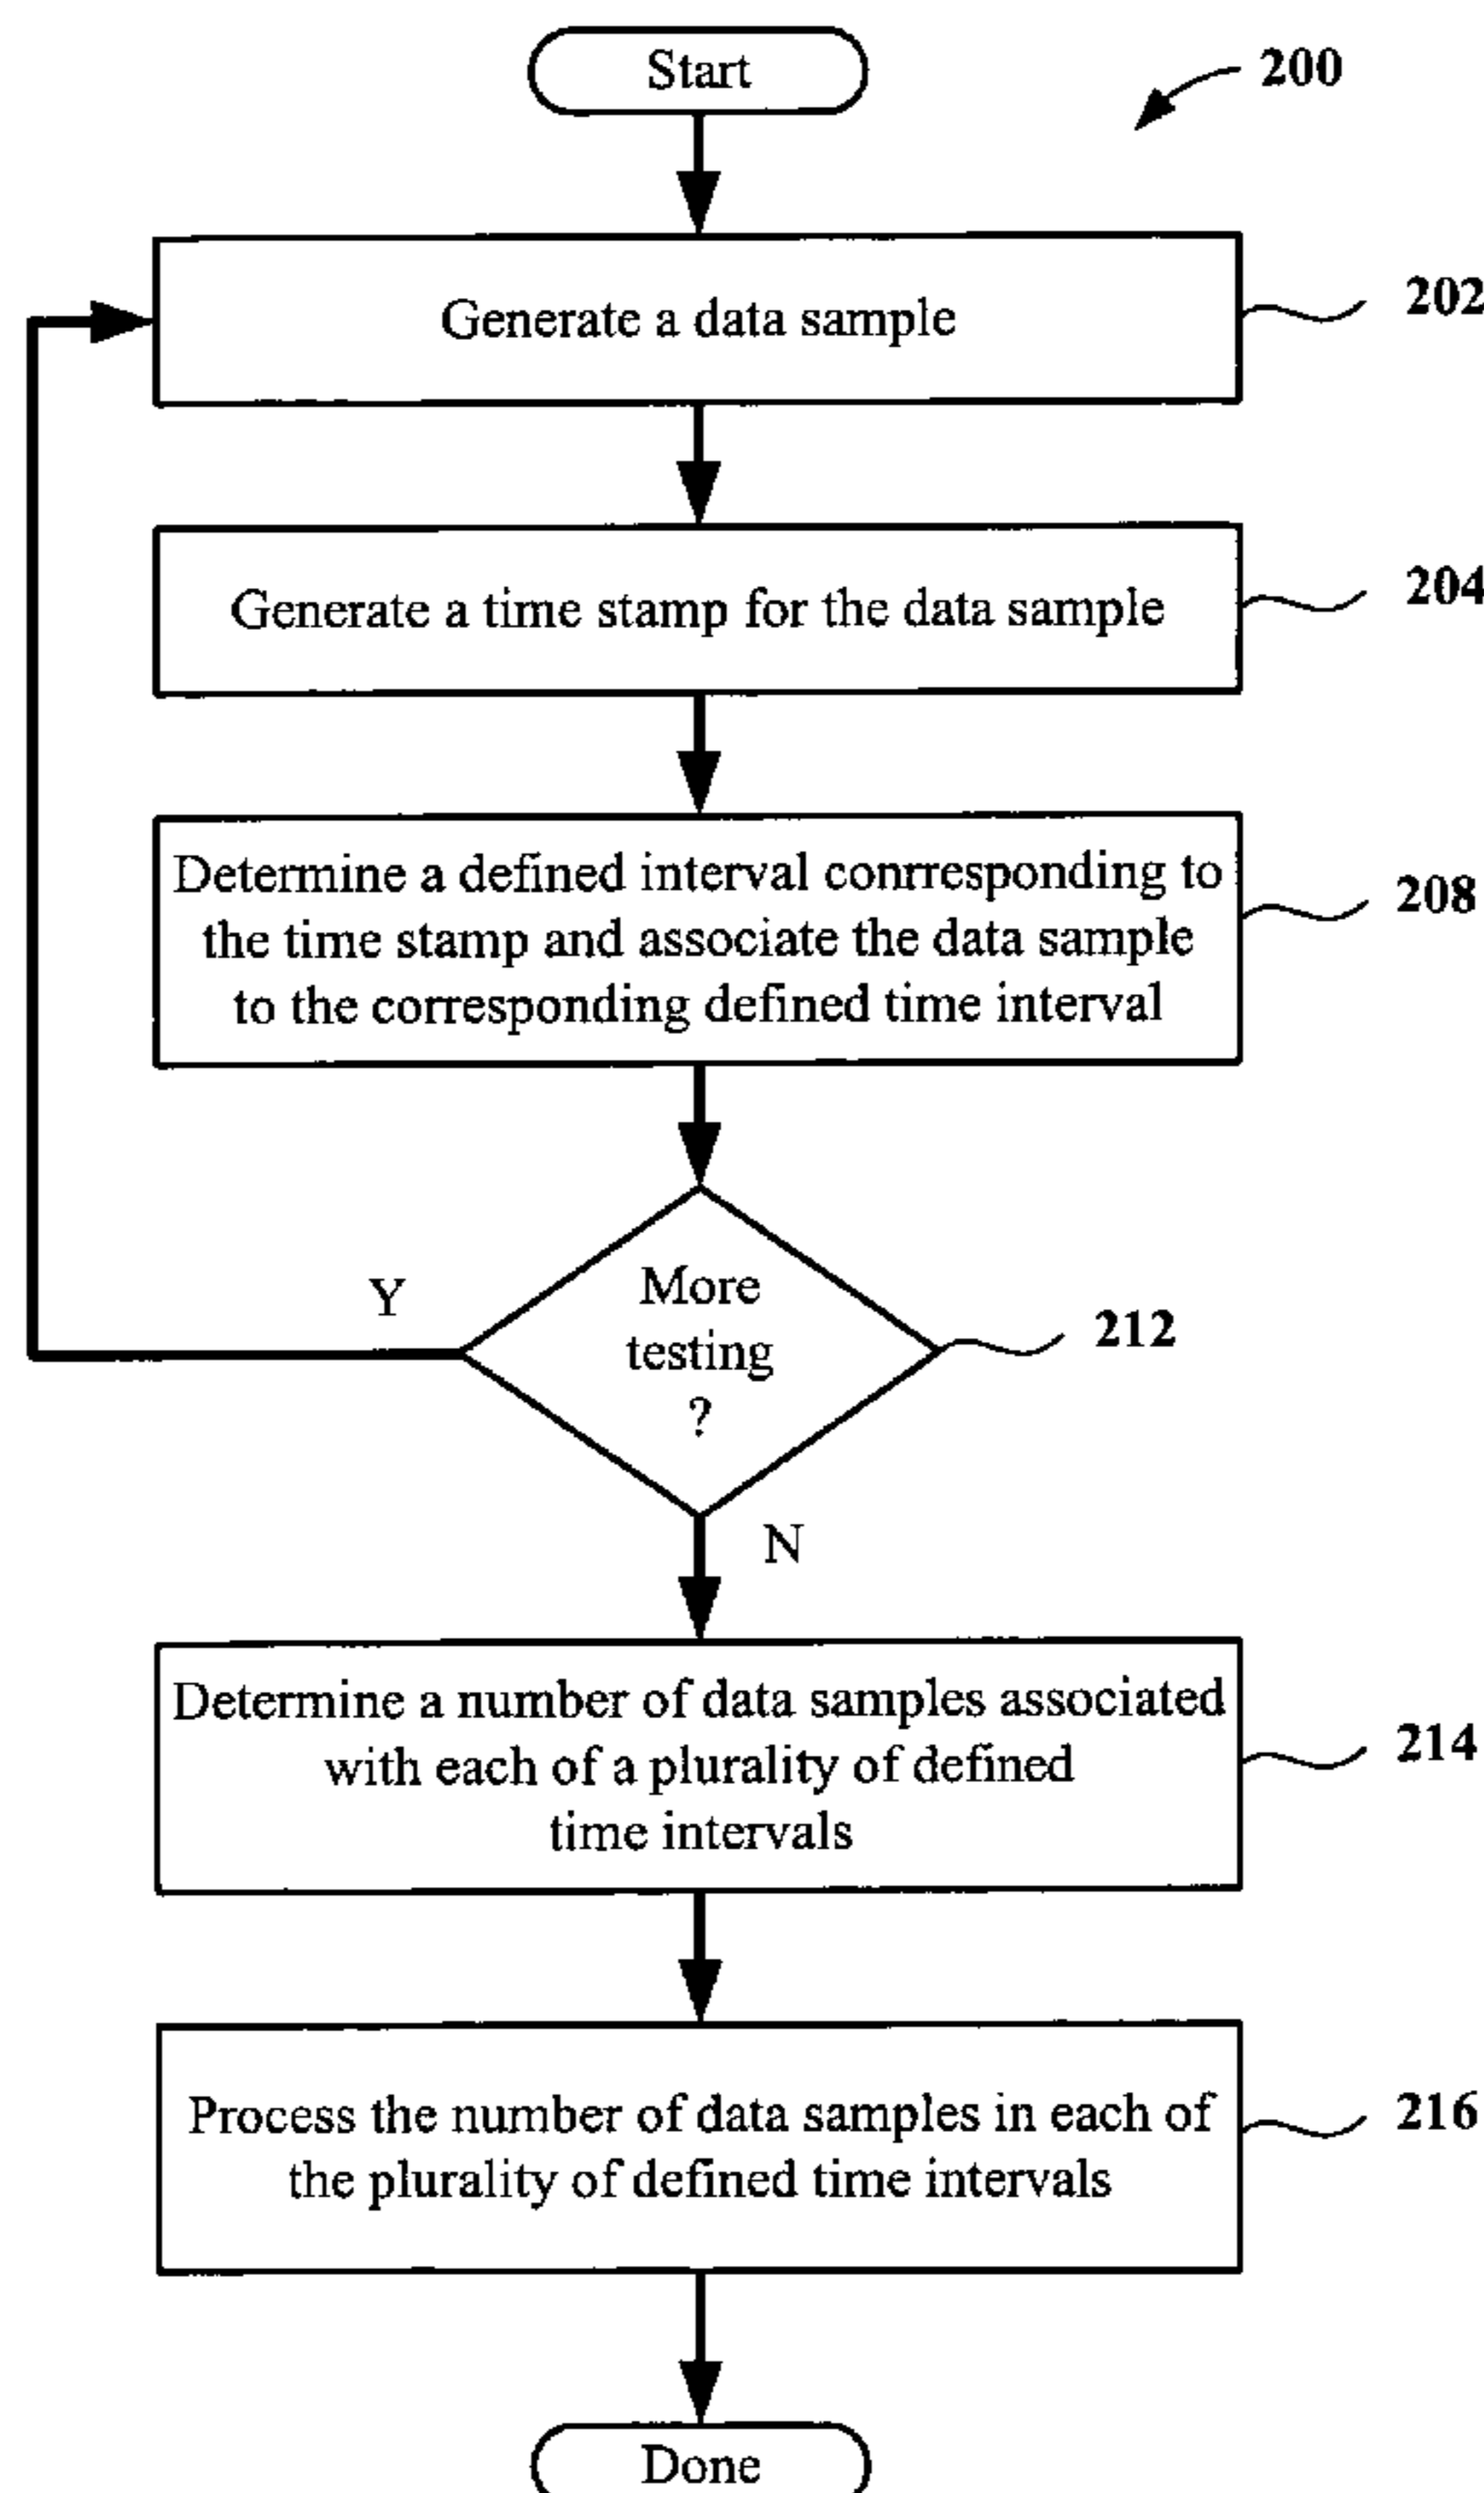 Start
200
Generate a data sample
202
Generate a time stamp for the data sample
204
Determine a defined interval conrresponding to
the time stamp and associate the data sample
to the corresponding defined time interval
208
Y
More
testing
?
212
N
Determine a number of data samples associated
with each of a plurality of defined
time intervals
214
Process the number of data samples in each of
the plurality of defined time intervals
216
Done